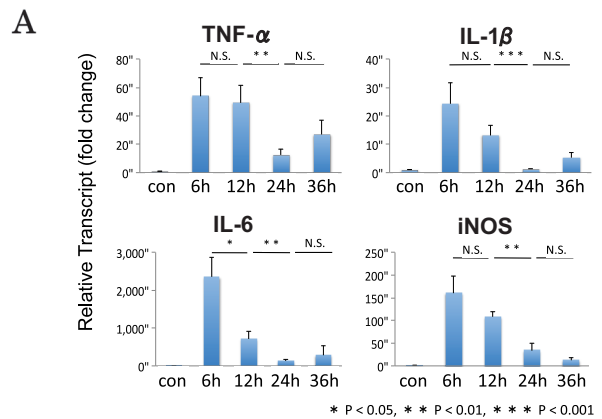 A
TNF-α
IL-1β
Relative Transcript (fold change)
80"
60"
40"
20"
0"
N.S.
* *
N.S.
con 6h 12h 24h 36h
40"
30"
20"
10"
0"
N.S.
* * *
N.S.
con 6h 12h 24h 36h
IL-6
iNOS
3,000"
2,000"
1,000"
0"
*
* *
N.S.
con 6h 12h 24h 36h
250"
200"
150"
100"
50"
0"
N.S.
* *
N.S.
con 6h 12h 24h 36h
* P < 0.05, * * P < 0.01, * * * P < 0.001